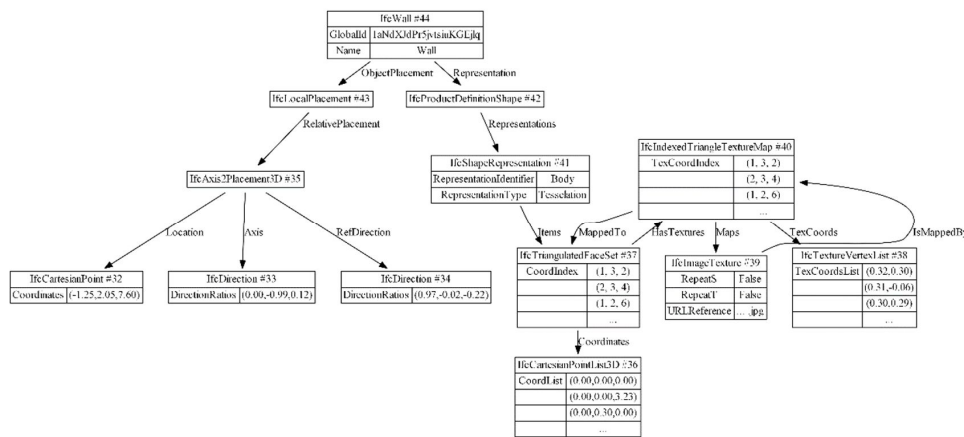 IfcWall #44
GlobalId 1aNdXJdPr5jvtsiuKGEjlq
Name Wall
ObjectPlacement Representation
IfcLocalPlacement #43 IfcProductDefinitionShape #42
RelativePlacement Representations
IfcAxis2Placement3D #35
IfcShapeRepresentation #41
RepresentationIdentifier Body
RepresentationType Tesselation
IfcIndexedTriangleTextureMap #40
TexCoordIndex (1, 3, 2)
(2, 3, 4)
(1, 2, 6)
...
Location Axis RefDirection Items MappedTo HasTextures Maps TexCoords IsMappedBy
IfcCartesianPoint #32
Coordinates (-1.25,2.05,7.60)
IfcDirection #33
DirectionRatios (0.00,-0.99,0.12)
IfcDirection #34
DirectionRatios (0.97,-0.02,-0.22)
IfcTriangulatedFaceSet #37
CoordIndex (1, 3, 2)
(2, 3, 4)
(1, 2, 6)
...
IfcImageTexture #39
RepeatS False
RepeatT False
URLReference ... .jpg
IfcTextureVertexList #38
TexCoordsList (0.32,0.30)
(0.31,-0.06)
(0.30,0.29)
...
Coordinates
IfcCartesianPointList3D #36
CoordList (0.00,0.00,0.00)
(0.00,0.00,3.23)
(0.00,0.30,0.00)
...